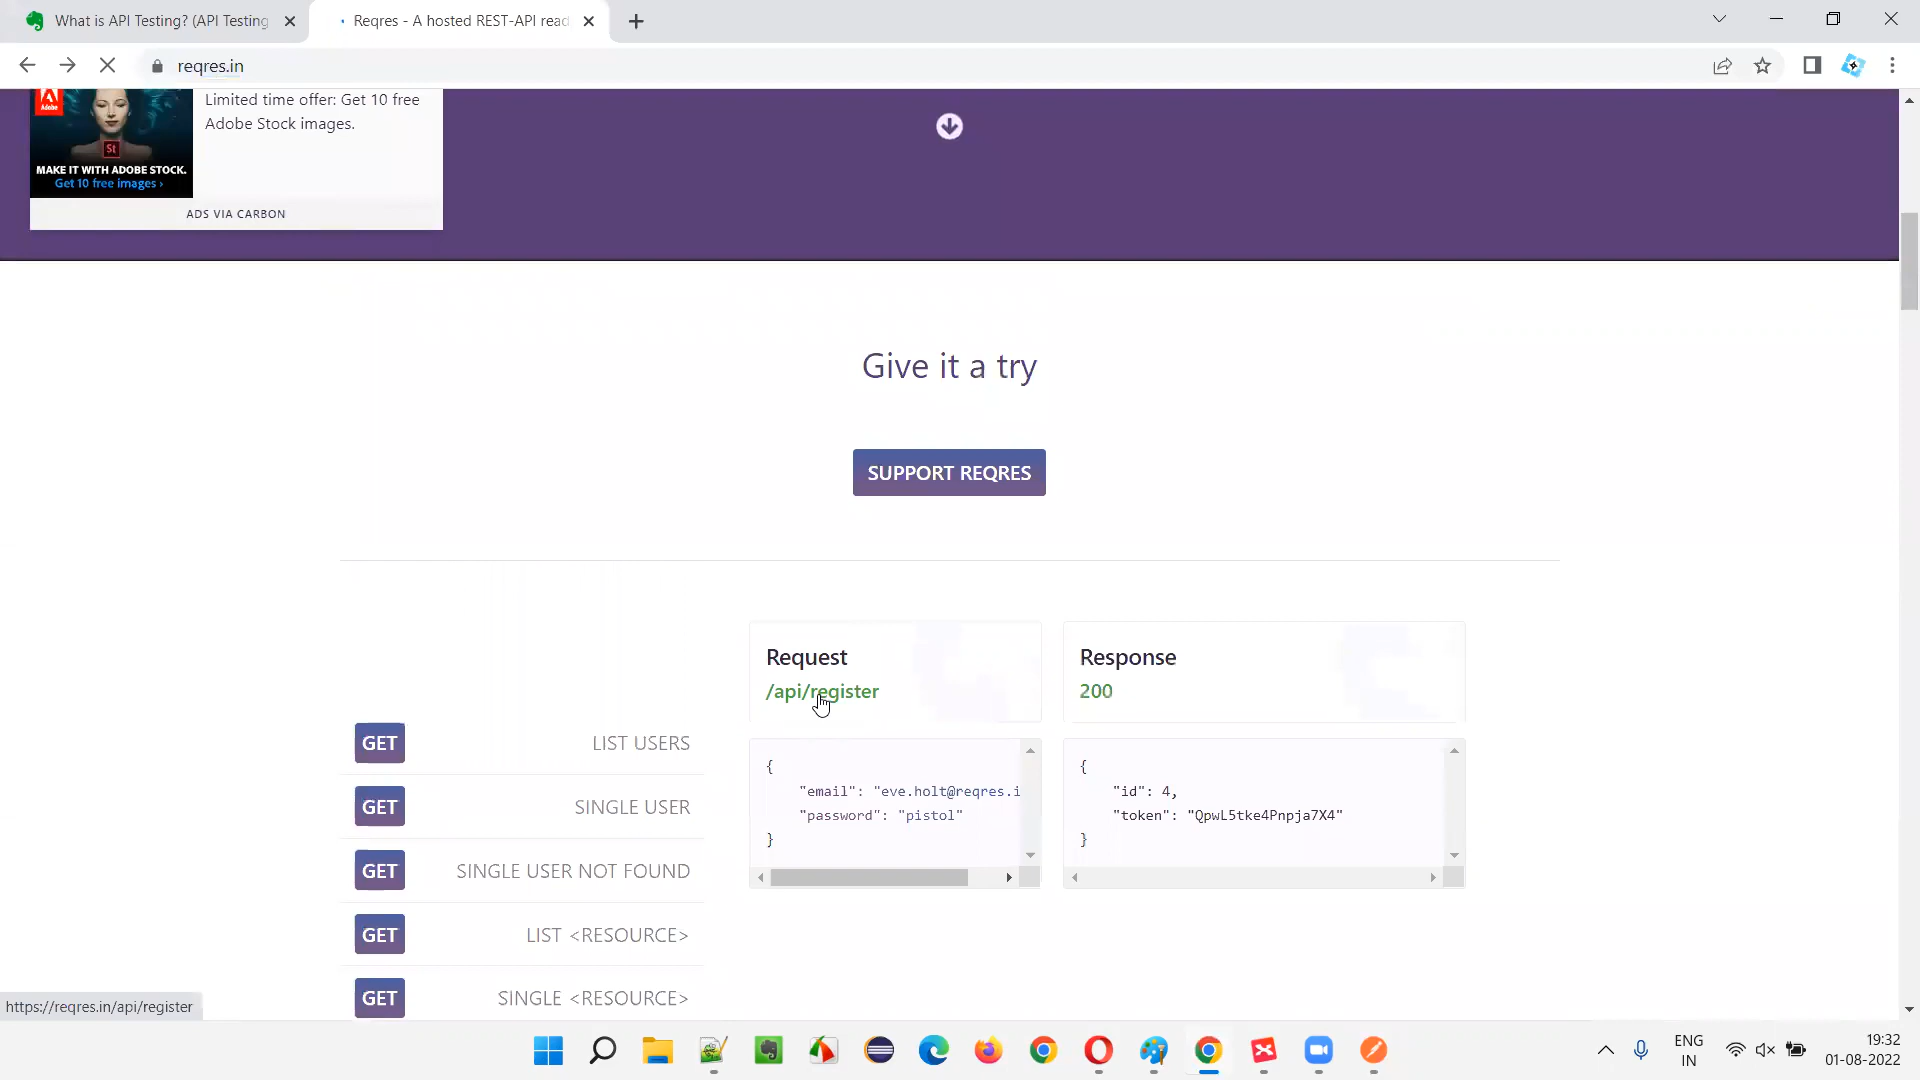 What is API Testing? (API Testing
Reqres - A hosted REST-API read
reqres.in
Adobe
Limited time offer: Get 10 free
Adobe Stock images.
St
MAKE IT WITH ADOBE STOCK.
Get 10 free images ›
ADS VIA CARBON
Give it a try
SUPPORT REQRES
Request
/api/register
Response
200
GET LIST USERS
GET SINGLE USER
GET SINGLE USER NOT FOUND
GET LIST <RESOURCE>
GET SINGLE <RESOURCE>
{
"email": "eve.holt@reqres.i
"password": "pistol"
}
{
"id": 4,
"token": "QpwL5tke4Pnpja7X4"
}
https://reqres.in/api/register
ENG
IN
19:32
01-08-2022